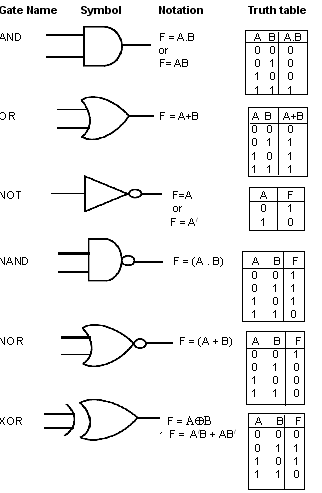 Gate Name Symbol Notation Truth table
AND F = A.B A B A.B
or 0 0 0
F= AB 0 1 0
1 0 0
1 1 1
OR F = A+B A B A+B
0 0 0
0 1 1
1 0 1
1 1 1
NOT F=A A F
or 0 1
F = A' 1 0
NAND F = (A . B) A B F
0 0 1
0 1 1
1 0 1
1 1 0
NOR F = (A + B) A B F
0 0 1
0 1 0
1 0 0
1 1 0
XOR F = A⊕B A B F
F = A'B + AB' 0 0 0
0 1 1
1 0 1
1 1 0